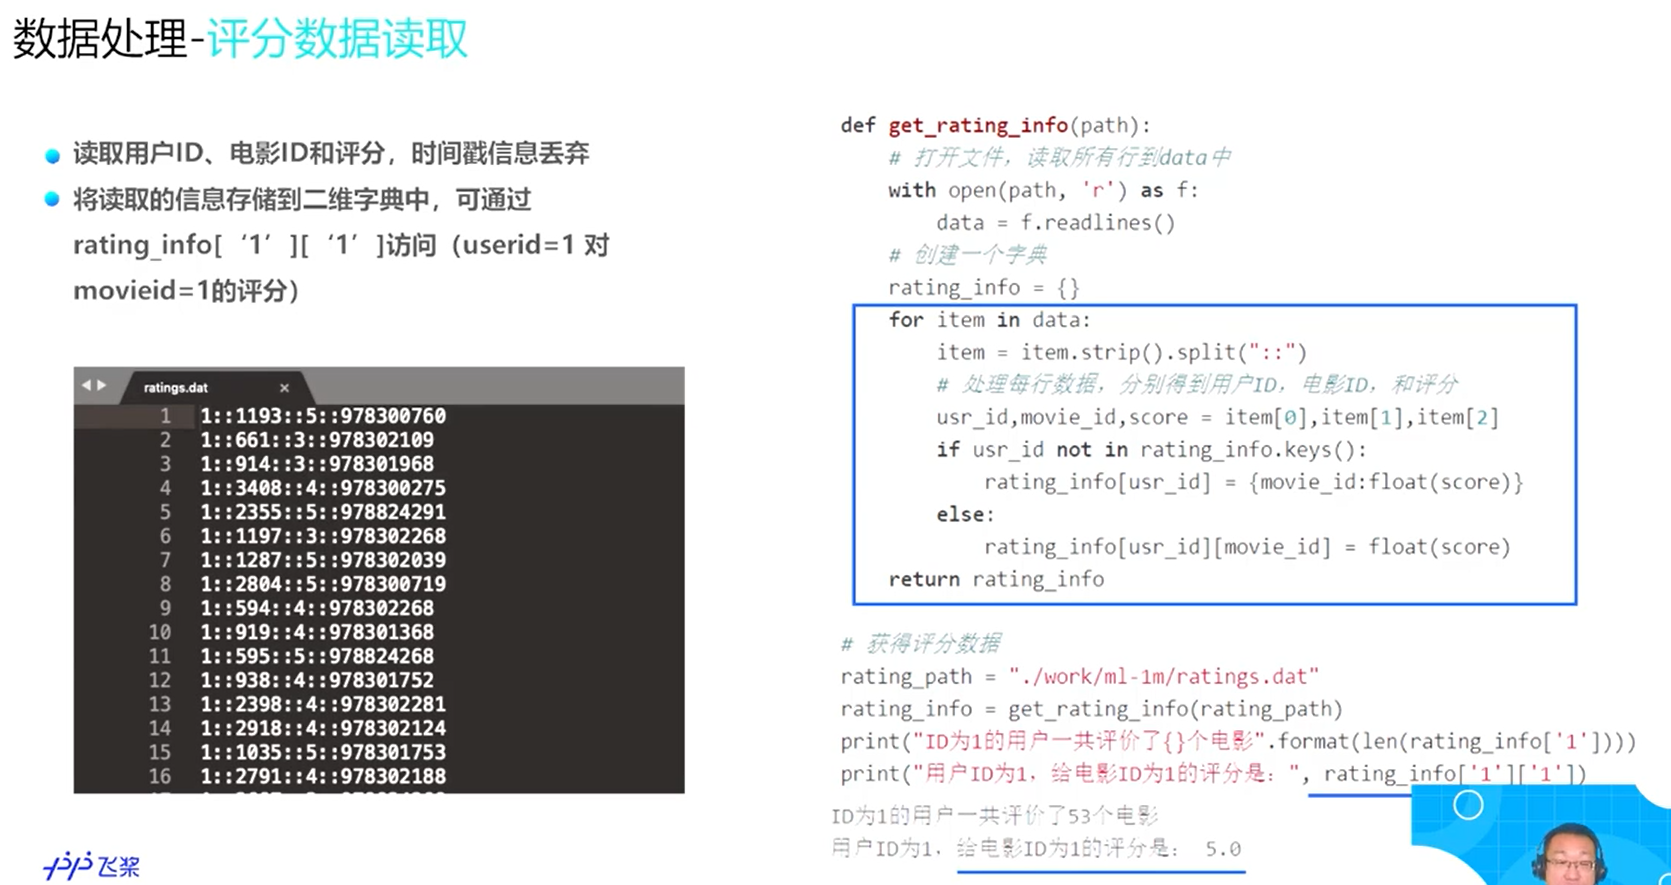 数据处理-评分数据读取
读取用户ID、电影ID和评分，时间戳信息丢弃
将读取的信息存储到二维字典中，可通过
rating_info[‘1’][‘1’]访问（userid=1 对
movieid=1的评分）
ratings.dat ×
1 1::1193::5::978300760
2 1::661::3::978302109
3 1::914::3::978301968
4 1::3408::4::978300275
5 1::2355::5::978824291
6 1::1197::3::978302268
7 1::1287::5::978302039
8 1::2804::5::978300719
9 1::594::4::978302268
10 1::919::4::978301368
11 1::595::5::978824268
12 1::938::4::978301752
13 1::2398::4::978302281
14 1::2918::4::978302124
15 1::1035::5::978301753
16 1::2791::4::978302188
飞桨
def get_rating_info(path):
# 打开文件，读取所有行到data中
with open(path, 'r') as f:
data = f.readlines()
# 创建一个字典
rating_info = {}
for item in data:
item = item.strip().split("::")
# 处理每行数据，分别得到用户ID，电影ID，和评分
usr_id,movie_id,score = item[0],item[1],item[2]
if usr_id not in rating_info.keys():
rating_info[usr_id] = {movie_id:float(score)}
else:
rating_info[usr_id][movie_id] = float(score)
return rating_info
# 获得评分数据
rating_path = "./work/ml-1m/ratings.dat"
rating_info = get_rating_info(rating_path)
print("ID为1的用户一共评价了{}个电影".format(len(rating_info['1'])))
print("用户ID为1，给电影ID为1的评分是：", rating_info['1']['1'])
ID为1的用户一共评价了53个电影
用户ID为1，给电影ID为1的评分是： 5.0